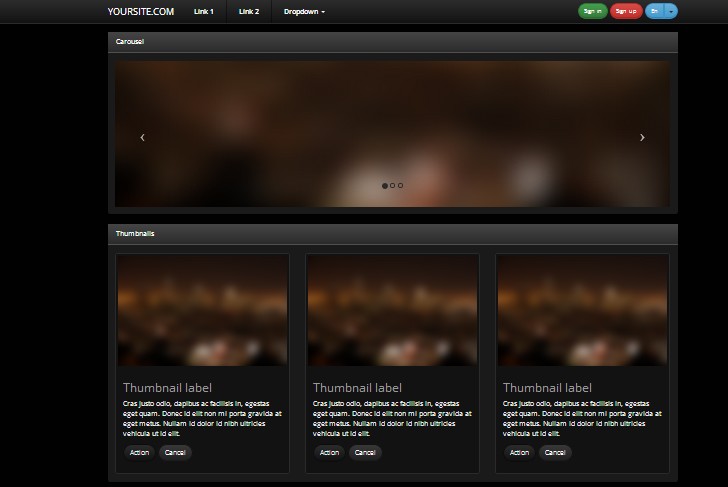 YOURSITE.COM Link 1 Link 2 Dropdown Sign in Sign up En
Carousel
Thumbnails
Thumbnail label
Cras justo odio, dapibus ac facilisis in, egestas
eget quam. Donec id elit non mi porta gravida at
eget metus. Nullam id dolor id nibh ultricies
vehicula ut id elit.
Action Cancel
Thumbnail label
Cras justo odio, dapibus ac facilisis in, egestas
eget quam. Donec id elit non mi porta gravida at
eget metus. Nullam id dolor id nibh ultricies
vehicula ut id elit.
Action Cancel
Thumbnail label
Cras justo odio, dapibus ac facilisis in, egestas
eget quam. Donec id elit non mi porta gravida at
eget metus. Nullam id dolor id nibh ultricies
vehicula ut id elit.
Action Cancel